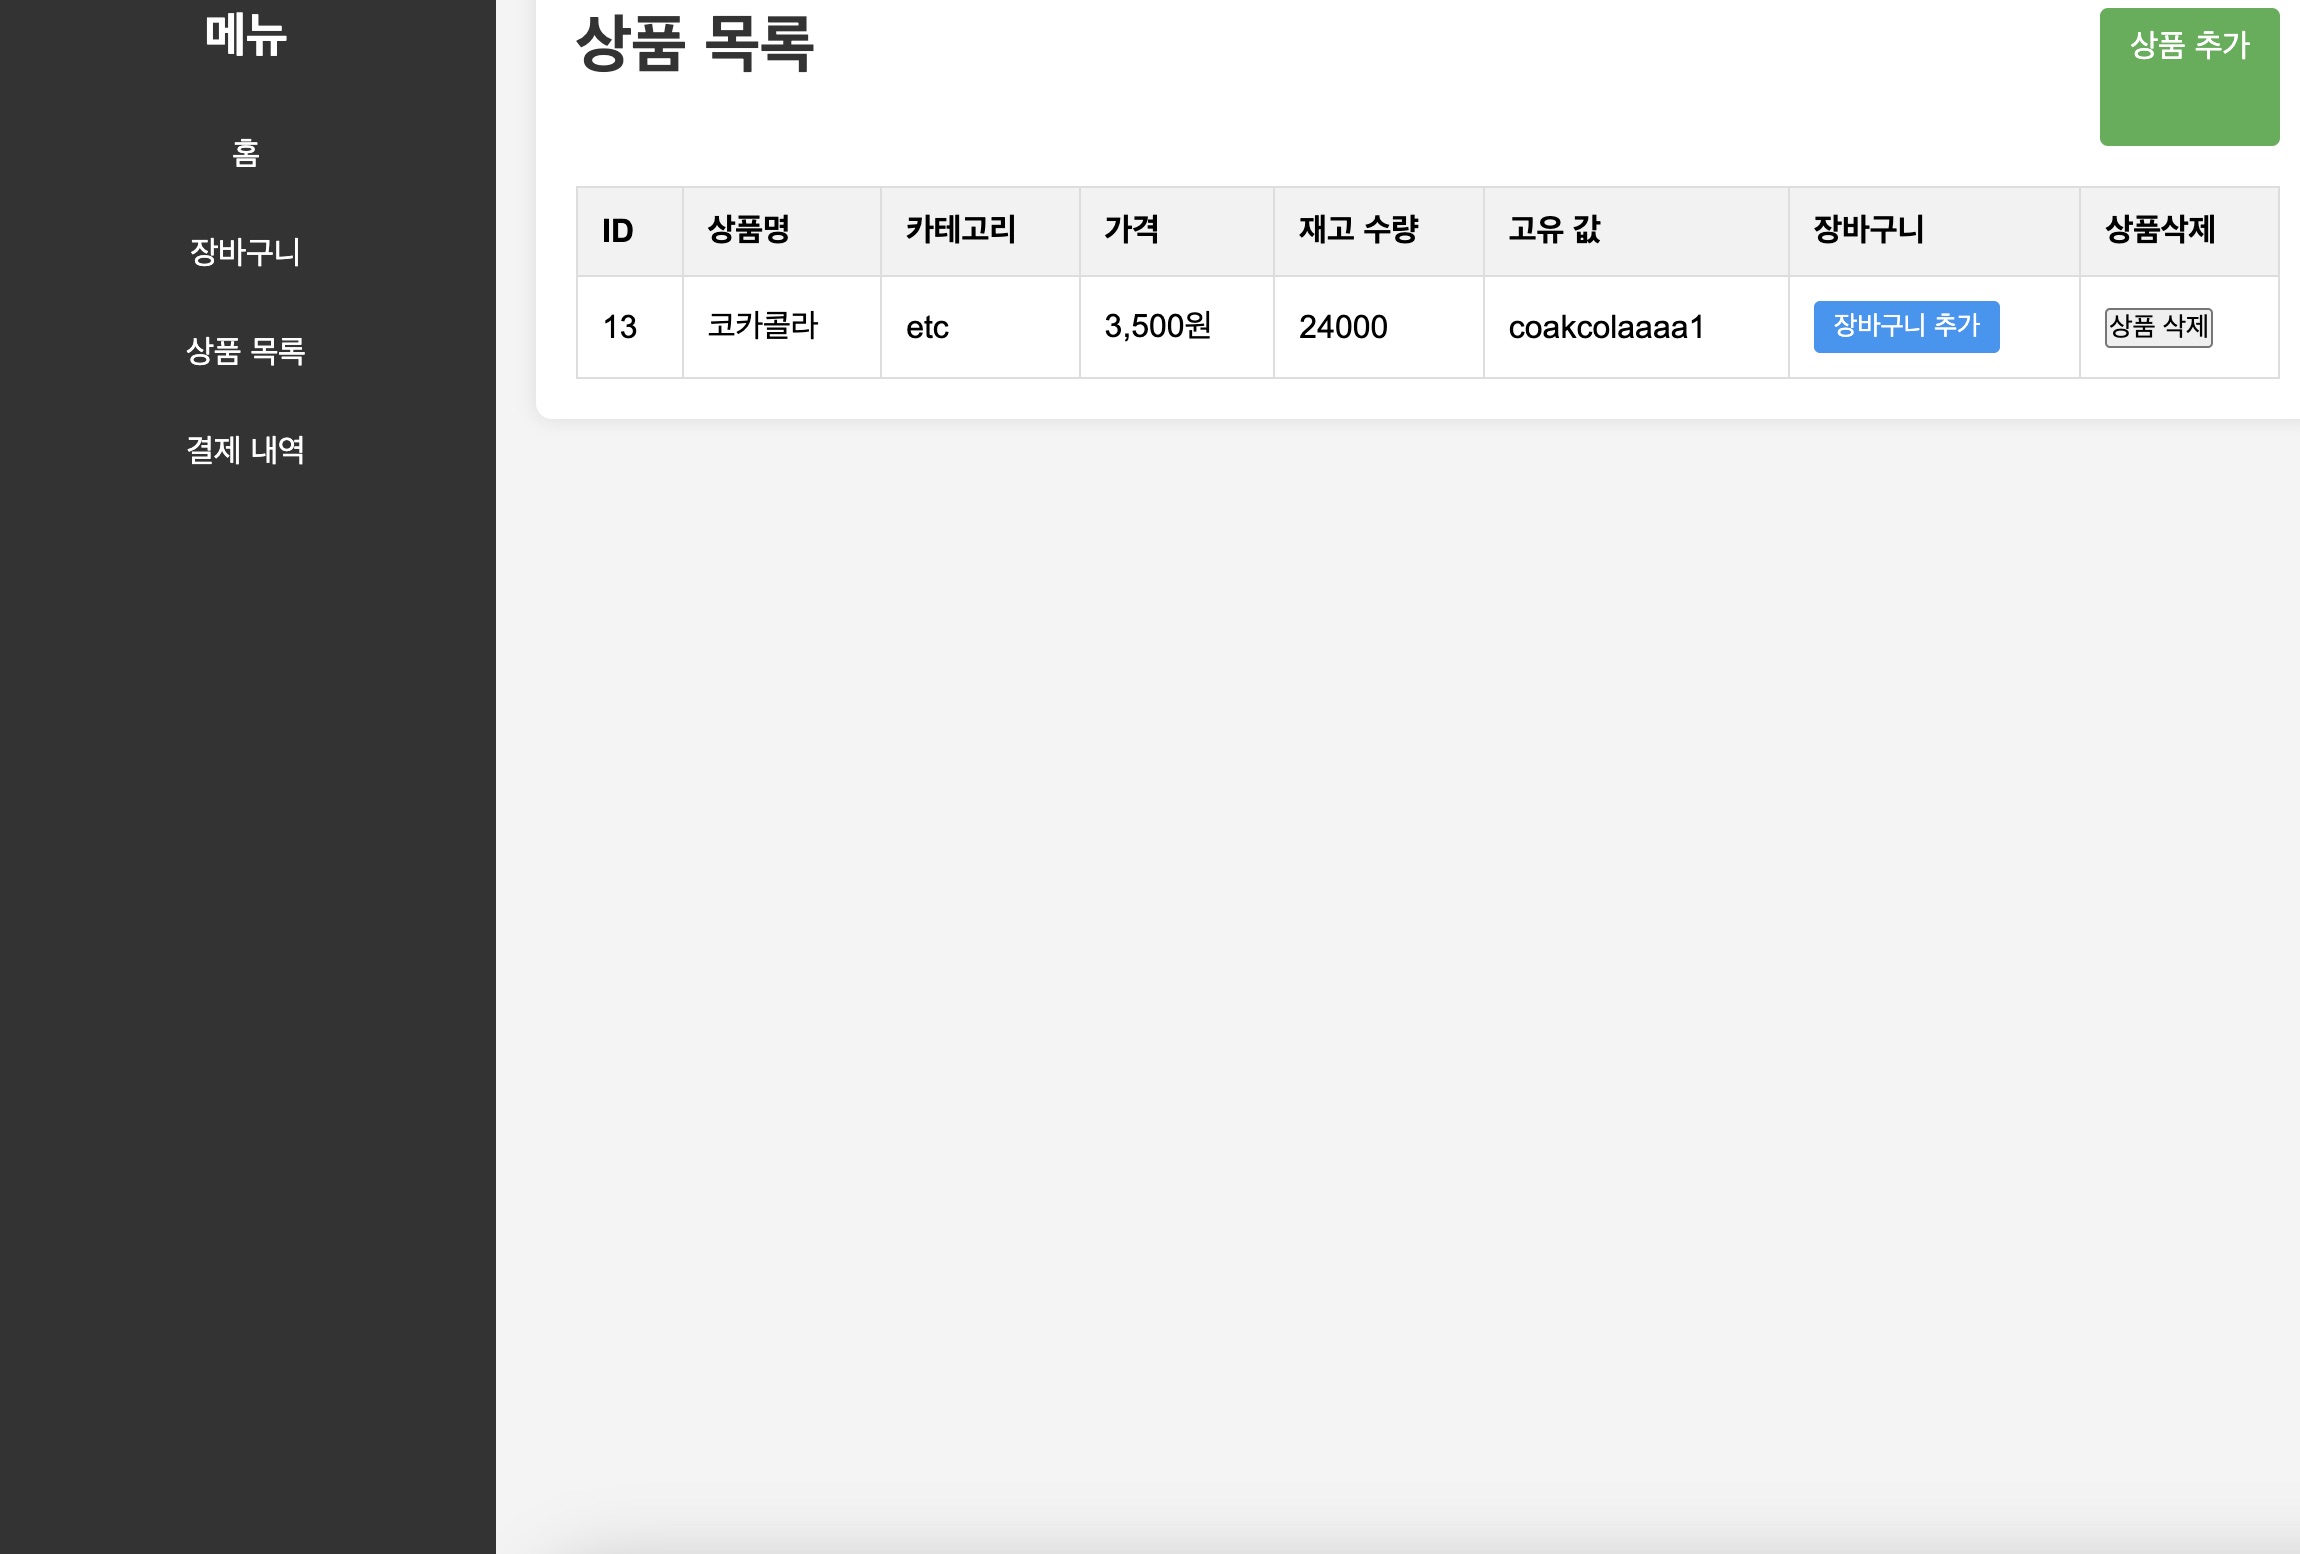 메뉴
홈
장바구니
상품 목록
결제 내역
상품 목록
상품 추가
ID 상품명 카테고리 가격 재고 수량 고유 값 장바구니 상품삭제
13 코카콜라 etc 3,500원 24000 coakcolaaaa1 장바구니 추가 상품 삭제